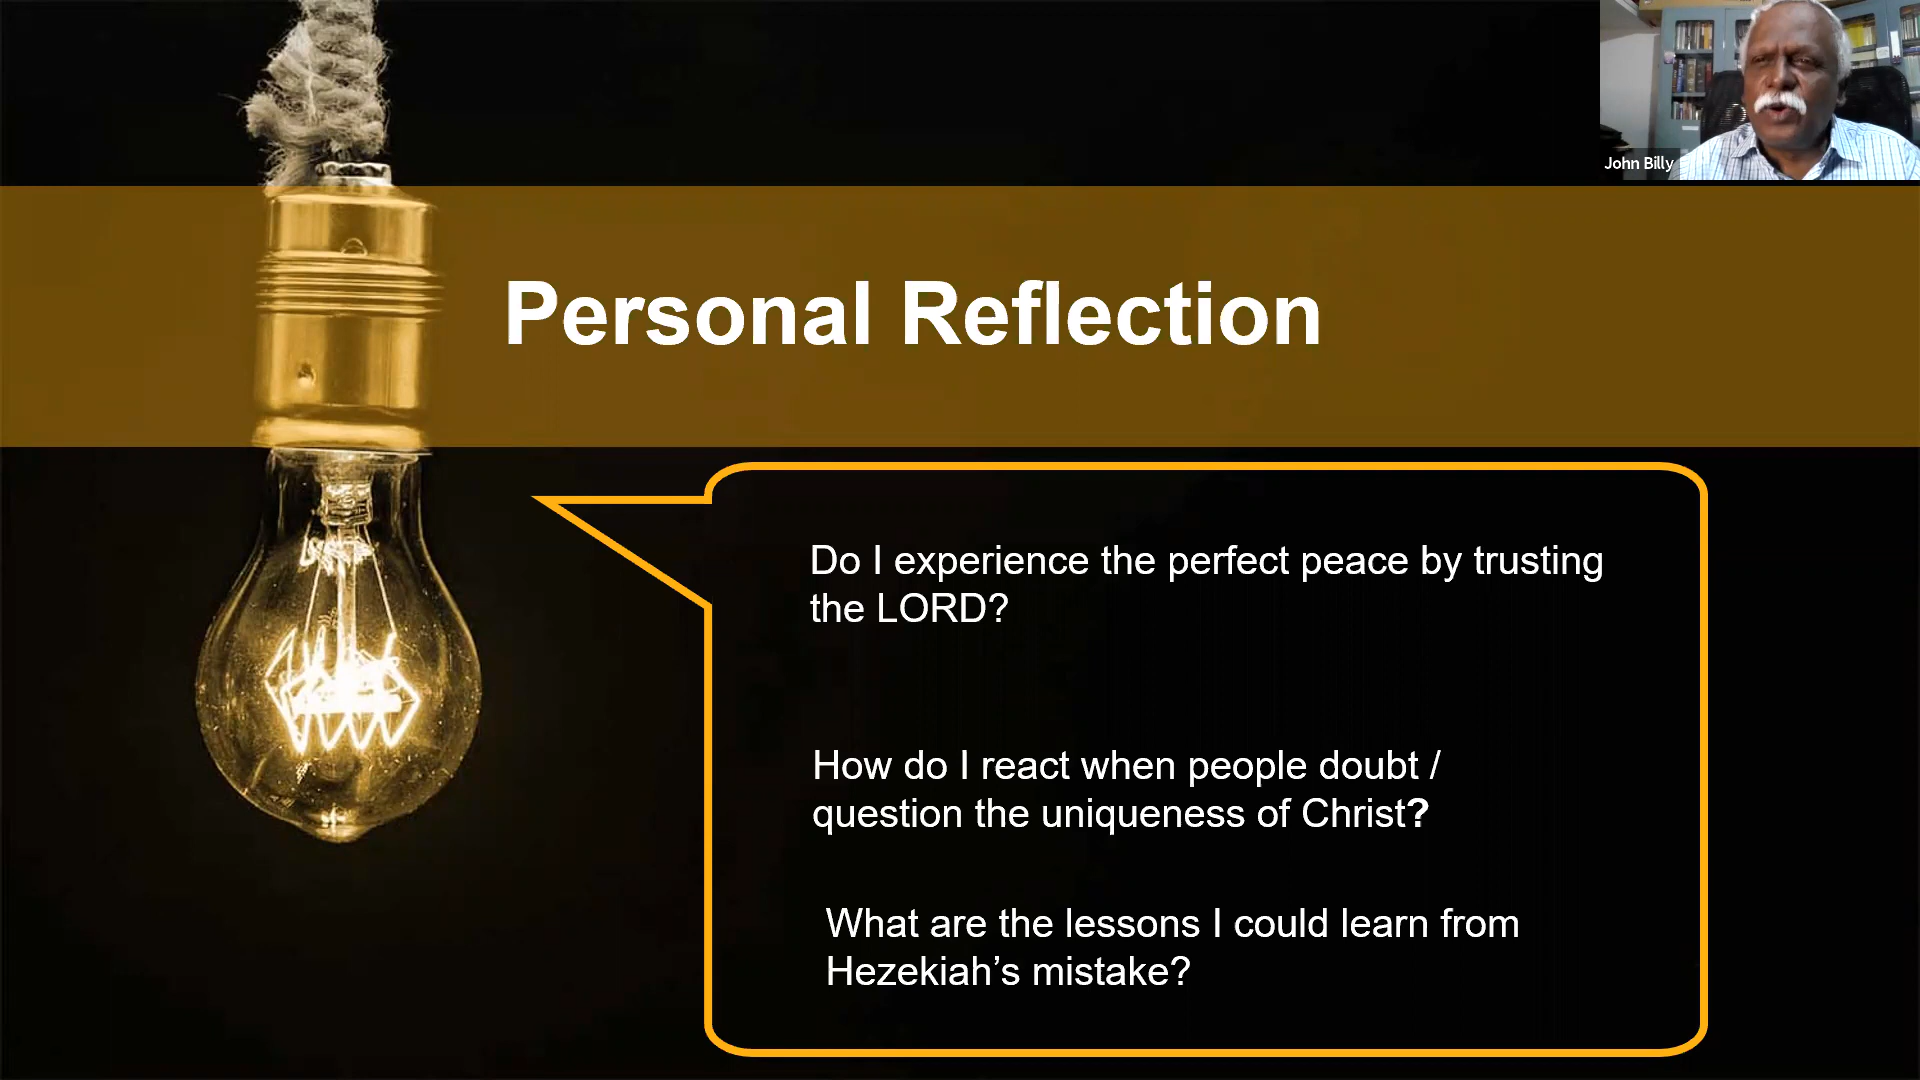 John Billy
Personal Reflection
Do I experience the perfect peace by trusting
the LORD?
How do I react when people doubt /
question the uniqueness of Christ?
What are the lessons I could learn from
Hezekiah’s mistake?